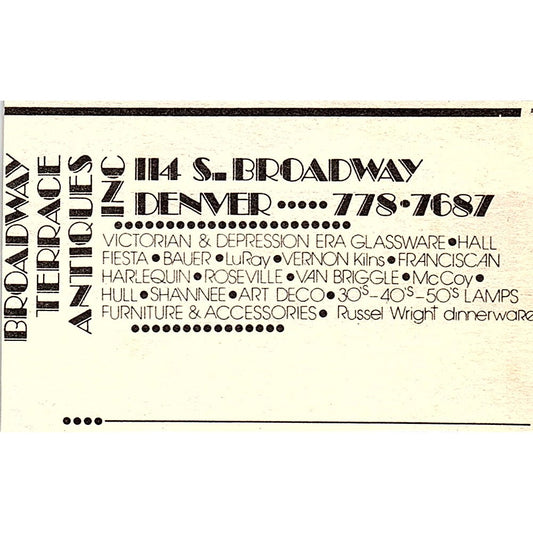 BROADWAY
TERRACE
ANTIQUES
INC
114 S. BROADWAY
DENVER ····· 778·7687
VICTORIAN & DEPRESSION ERA GLASSWARE • HALL
FIESTA • BAUER • LuRay • VERNON Kilns • FRANCISCAN
HARLEQUIN • ROSEVILLE • VAN BRIGGLE • McCoy •
HULL • SHAWNEE • ART DECO • 30'S-40'S-50'S LAMPS
FURNITURE & ACCESSORIES • Russel Wright dinnerware